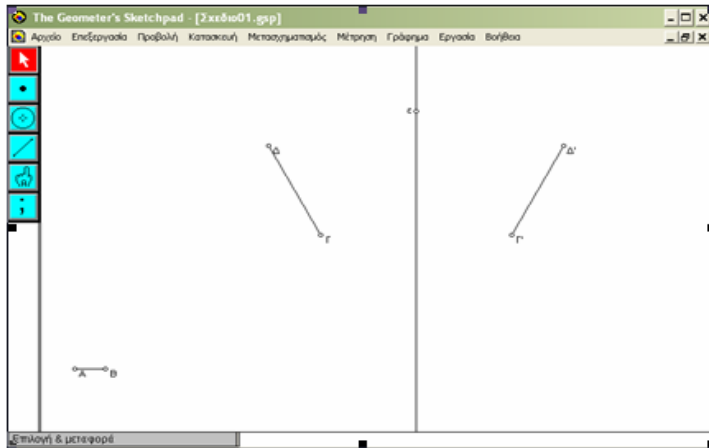 The Geometer's Sketchpad - [Σχεδιο01.gsp]
Αρχείο Επεξεργασία Προβολή Κατασκευή Μετασχηματισμός Μέτρηση Γράφημα Εργασία Βοήθεια
ε
Δ Δ'
Γ Γ'
Α Β
Επιλογή & μεταφορά